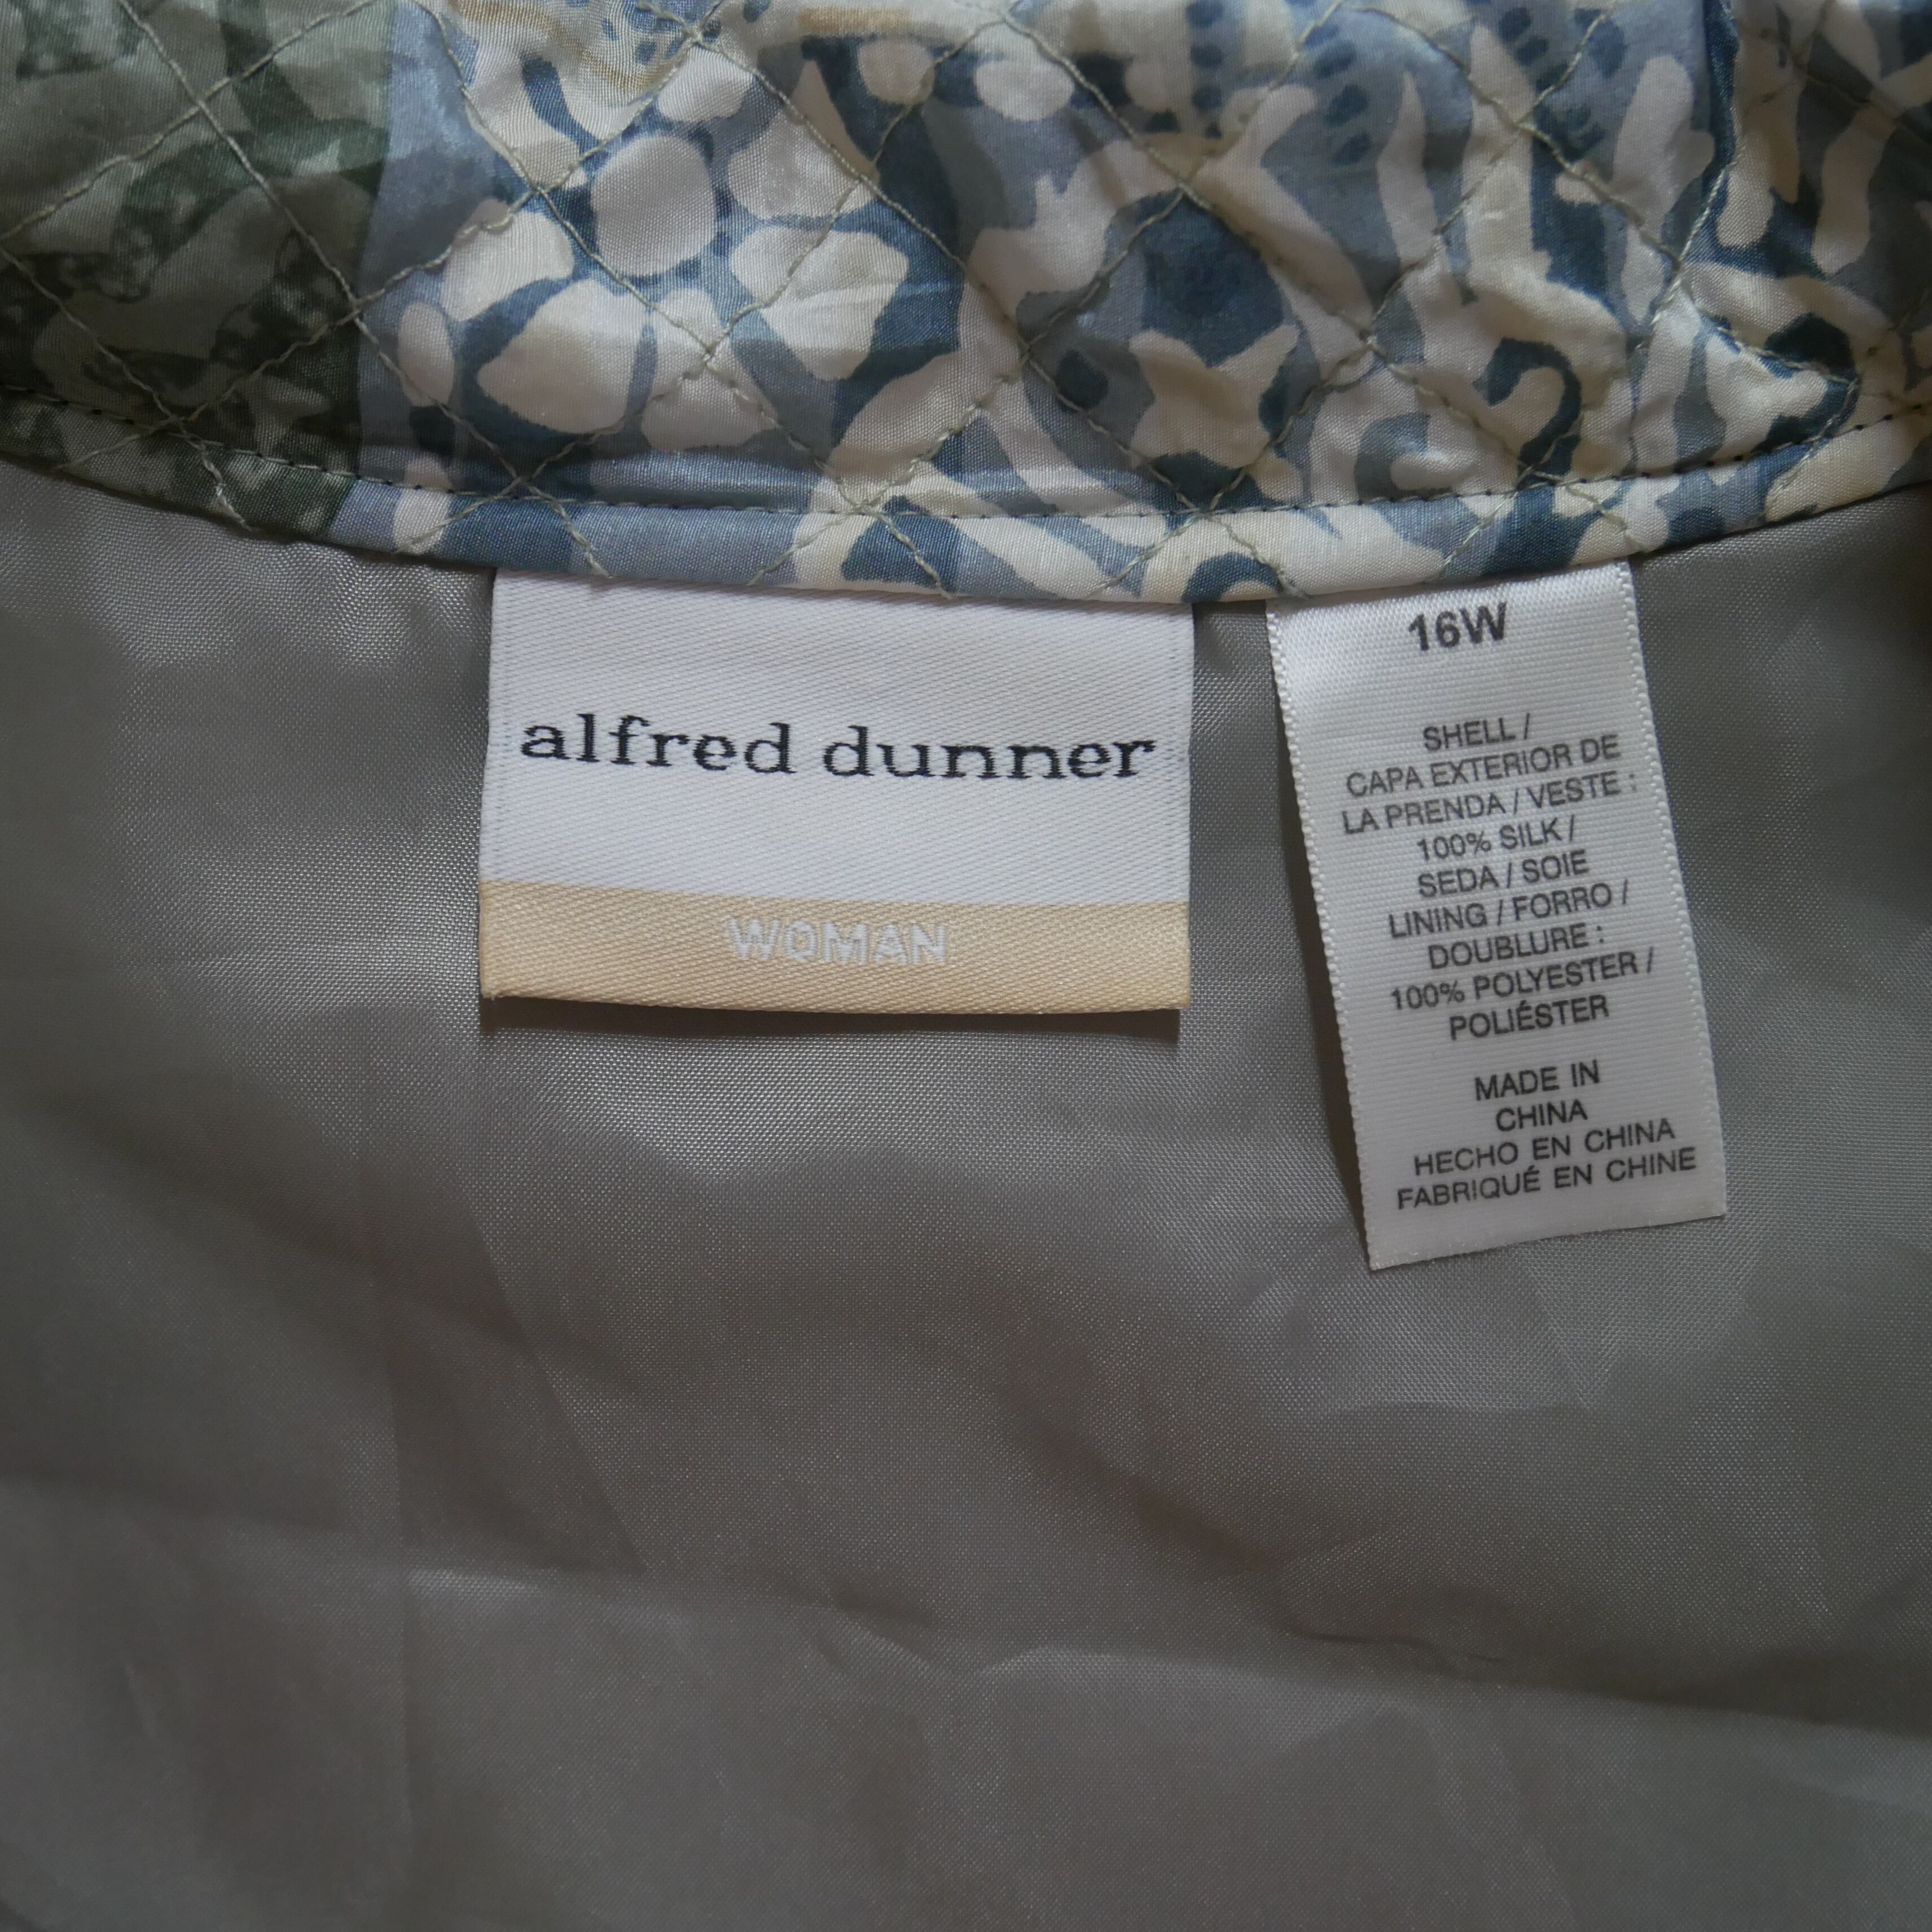 alfred dunner
WOMAN
16W
SHELL /
CAPA EXTERIOR DE
LA PRENDA / VESTE :
100% SILK /
SEDA / SOIE
LINING / FORRO /
DOUBLURE :
100% POLYESTER /
POLIÉSTER
MADE IN
CHINA
HECHO EN CHINA
FABRIQUÉ EN CHINE